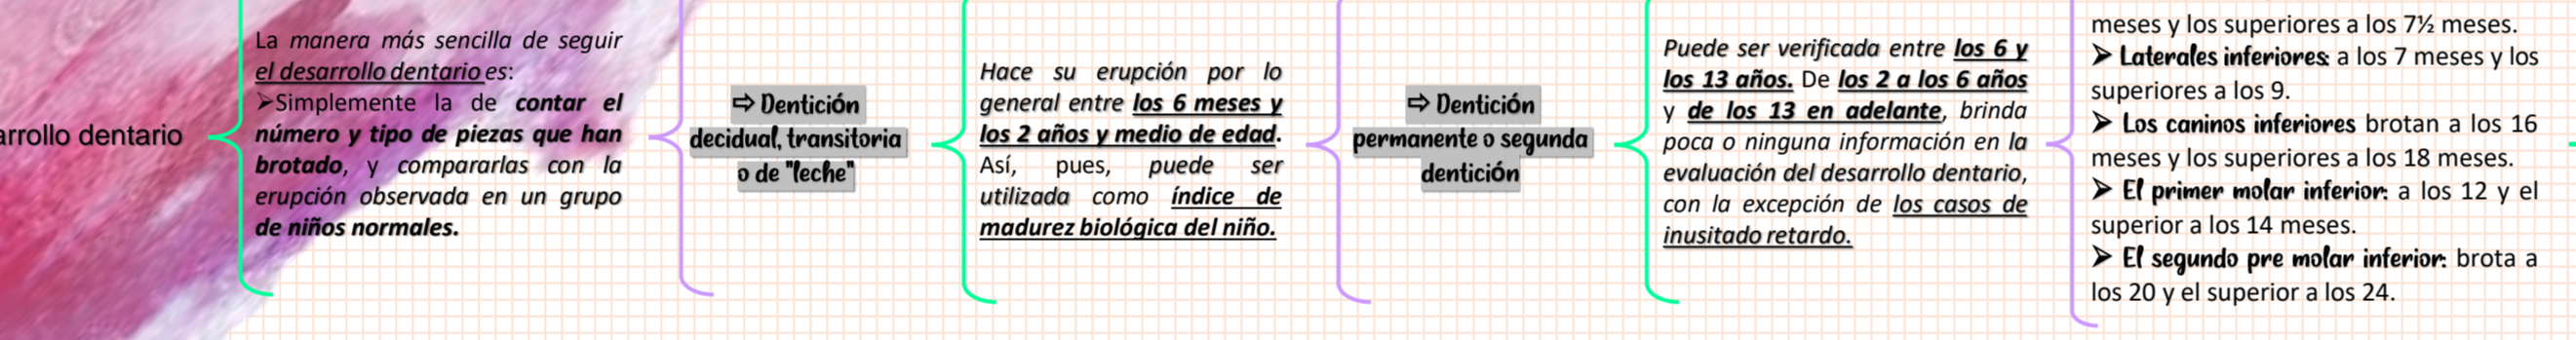 arrollo dentario
La manera más sencilla de seguir
el desarrollo dentario es:
➢Simplemente la de contar el
número y tipo de piezas que han
brotado, y compararlas con la
erupción observada en un grupo
de niños normales.
⇨ Dentición
decidual, transitoria
o de "leche"
Hace su erupción por lo
general entre los 6 meses y
los 2 años y medio de edad.
Así, pues, puede ser
utilizada como índice de
madurez biológica del niño.
⇨ Dentición
permanente o segunda
dentición
Puede ser verificada entre los 6 y
los 13 años. De los 2 a los 6 años
y de los 13 en adelante, brinda
poca o ninguna información en la
evaluación del desarrollo dentario,
con la excepción de los casos de
inusitado retardo.
meses y los superiores a los 7½ meses.
➢ Laterales inferiores: a los 7 meses y los
superiores a los 9.
➢ Los caninos inferiores brotan a los 16
meses y los superiores a los 18 meses.
➢ El primer molar inferior: a los 12 y el
superior a los 14 meses.
➢ El segundo pre molar inferior: brota a
los 20 y el superior a los 24.